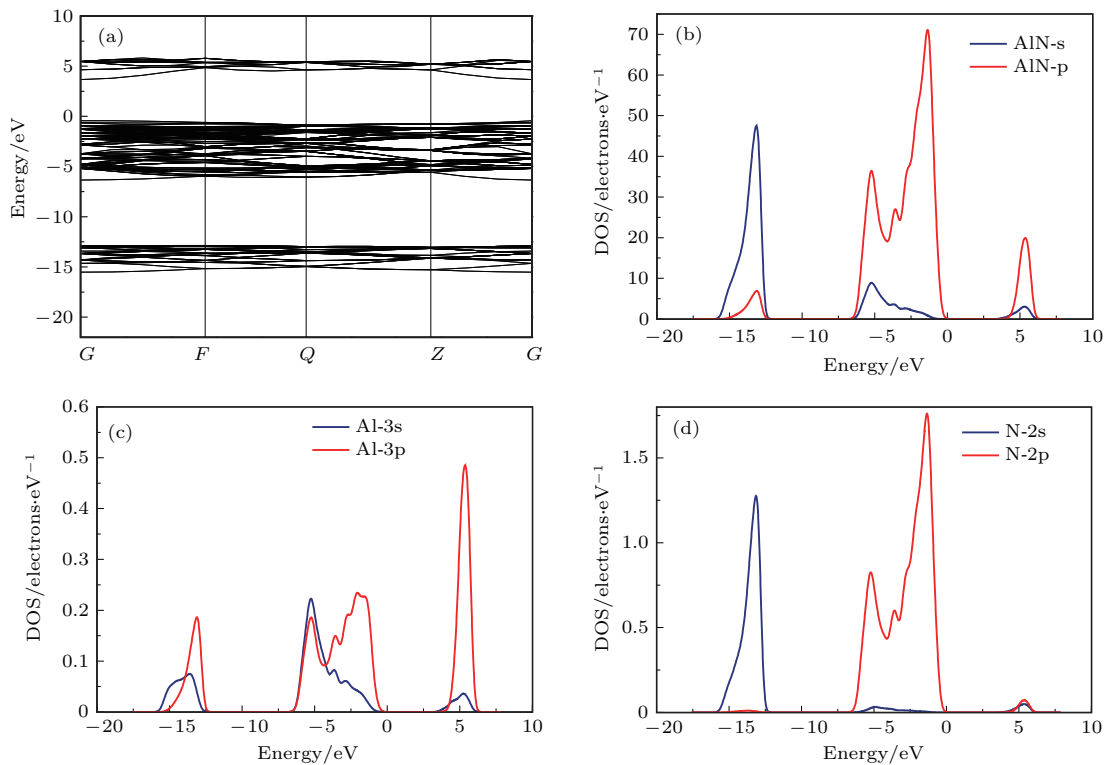 (a)
Energy/eV
10
5
0
−5
−10
−15
−20
G F Q Z G
(b)
AlN-s
AlN-p
DOS/electrons·eV−1
70
60
50
40
30
20
10
0
−20 −15 −10 −5 0 5 10
Energy/eV
(c)
Al-3s
Al-3p
DOS/electrons·eV−1
0.6
0.5
0.4
0.3
0.2
0.1
0
−20 −15 −10 −5 0 5 10
Energy/eV
(d)
N-2s
N-2p
DOS/electrons·eV−1
1.5
1.0
0.5
0
−20 −15 −10 −5 0 5 10
Energy/eV